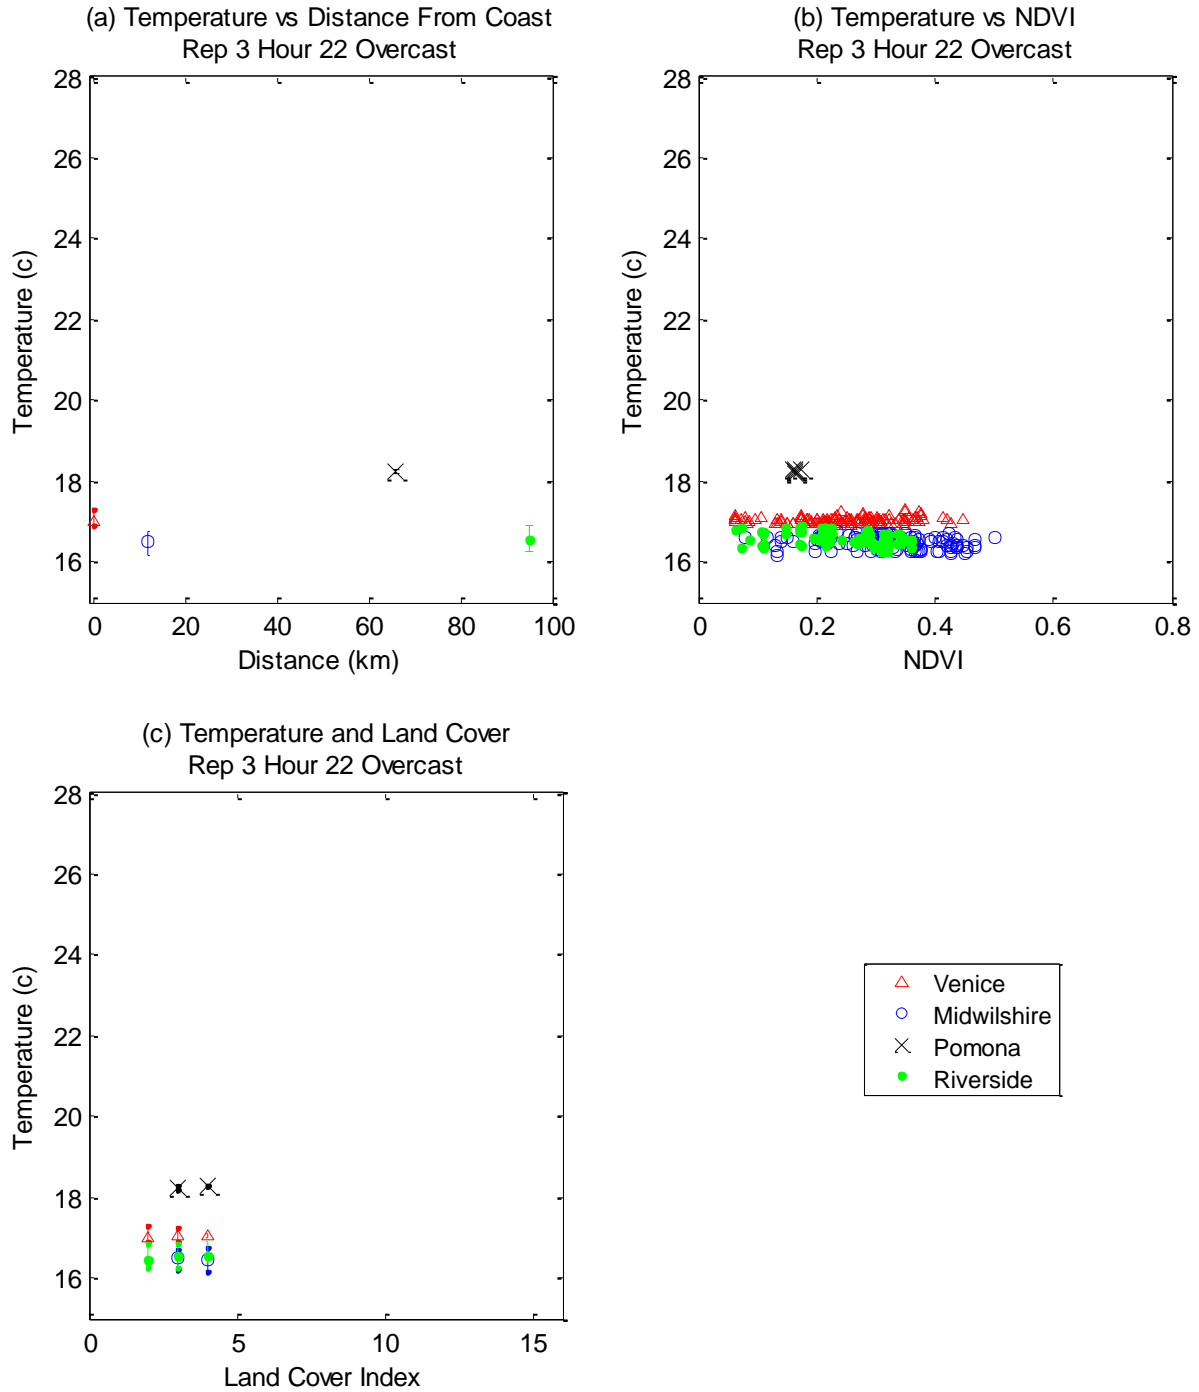 (a) Temperature vs Distance From Coast
Rep 3 Hour 22 Overcast
28
26
24
22
20
18
16
Temperature (c)
0 20 40 60 80 100
Distance (km)
(b) Temperature vs NDVI
Rep 3 Hour 22 Overcast
28
26
24
22
20
18
16
Temperature (c)
0 0.2 0.4 0.6 0.8
NDVI
(c) Temperature and Land Cover
Rep 3 Hour 22 Overcast
28
26
24
22
20
18
16
Temperature (c)
0 5 10 15
Land Cover Index
Venice
Midwilshire
Pomona
Riverside